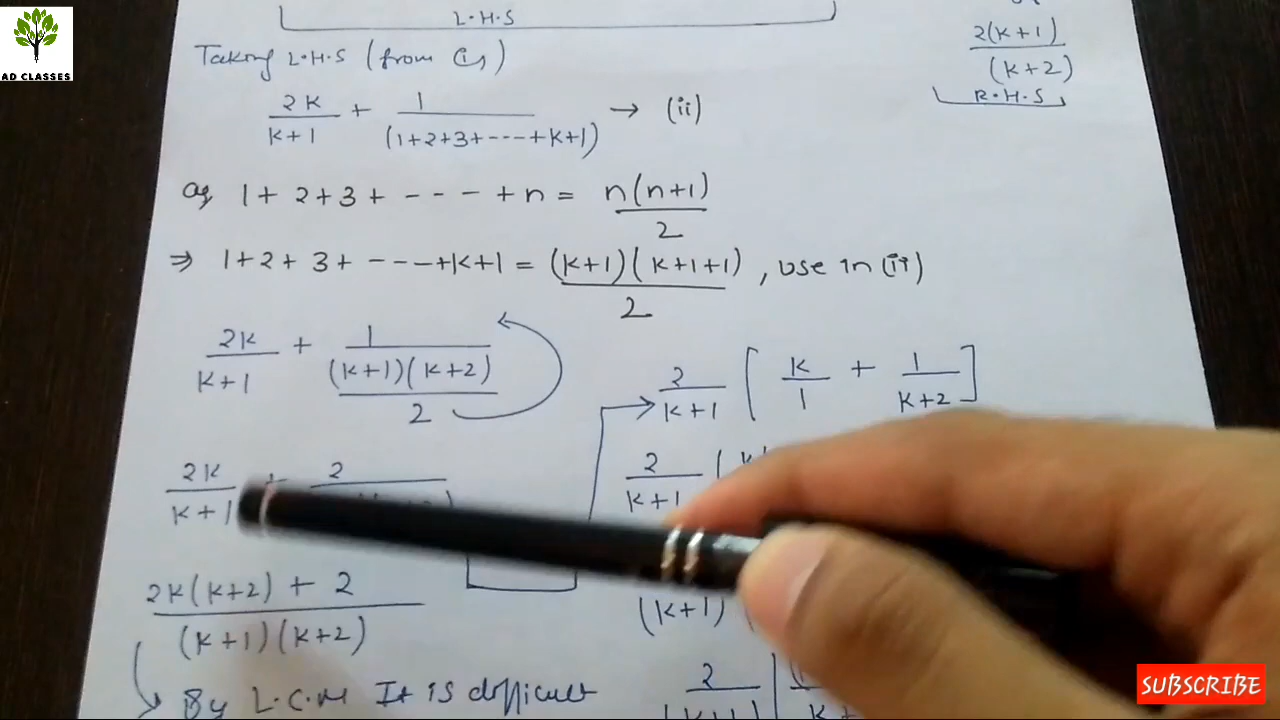 AD CLASSES
L.H.S
Taking L.H.S (from (i))
2(k+1)/(k+2)
R.H.S
2k/(k+1) + 1/(1+2+3+----+k+1) → (ii)
as 1+2+3+ ---- +n = n(n+1)/2
⇒ 1+2+3+ ----+k+1 = (k+1)(k+1+1)/2 , use in (ii)
2k/(k+1) + 1/((k+1)(k+2)/2)
2k/(k+1) + 2
(2k(k+2) + 2)/((k+1)(k+2))
By L.C.M It is difficult
2/(k+1) [k/1 + 1/(k+2)]
2/(k+1)
(k+1)
2
SUBSCRIBE